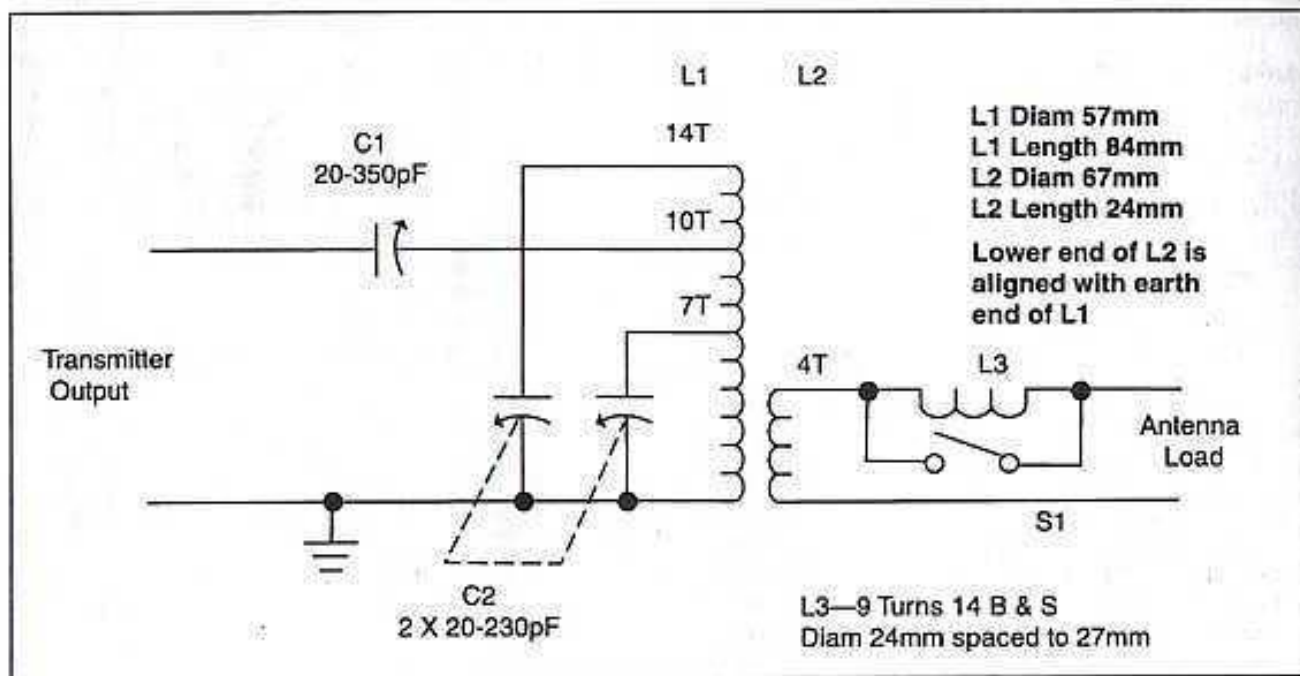 L1
L2
14T
C1
20-350pF
10T
7T
L1 Diam 57mm
L1 Length 84mm
L2 Diam 67mm
L2 Length 24mm
Lower end of L2 is
aligned with earth
end of L1
Transmitter
Output
4T
L3
Antenna
Load
S1
C2
2 X 20-230pF
L3—9 Turns 14 B & S
Diam 24mm spaced to 27mm